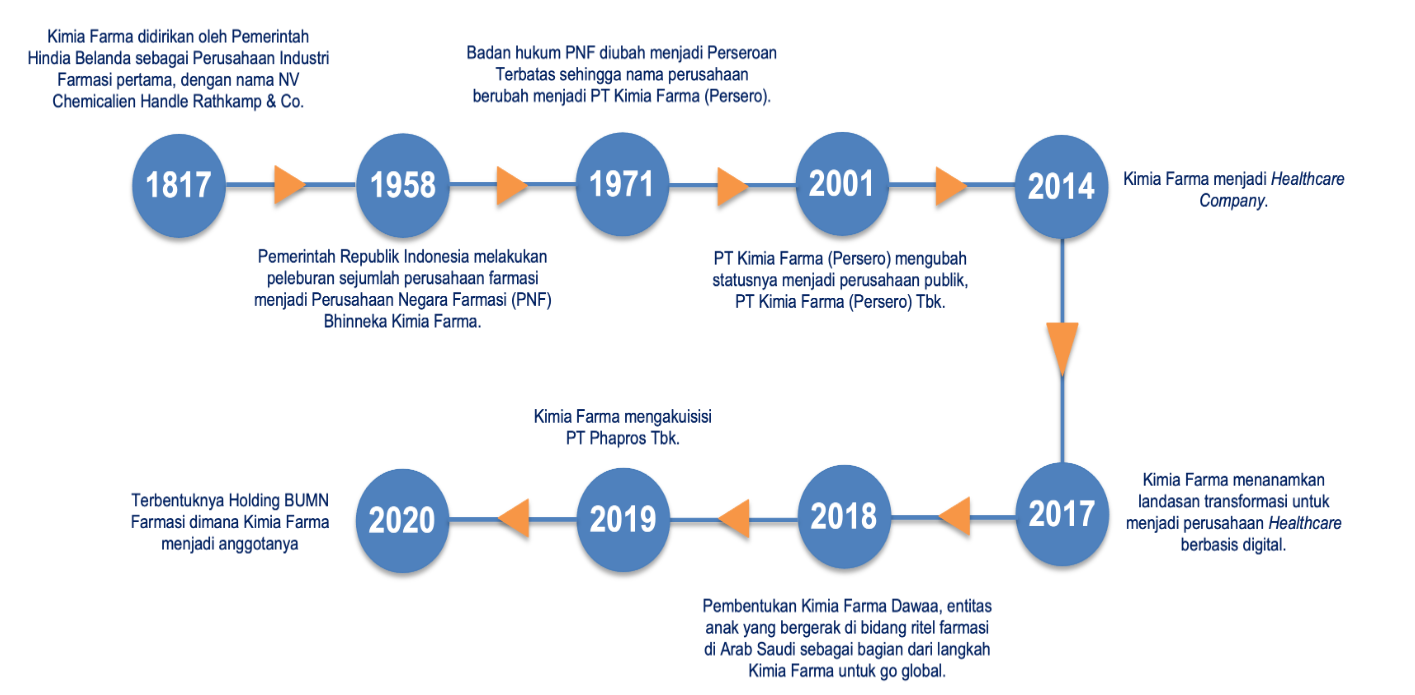 Kimia Farma didirikan oleh Pemerintah
Hindia Belanda sebagai Perusahaan Industri
Farmasi pertama, dengan nama NV
Chemicalien Handle Rathkamp & Co.
1817
1958
Pemerintah Republik Indonesia melakukan
peleburan sejumlah perusahaan farmasi
menjadi Perusahaan Negara Farmasi (PNF)
Bhinneka Kimia Farma.
Badan hukum PNF diubah menjadi Perseroan
Terbatas sehingga nama perusahaan
berubah menjadi PT Kimia Farma (Persero).
1971
2001
PT Kimia Farma (Persero) mengubah
statusnya menjadi perusahaan publik,
PT Kimia Farma (Persero) Tbk.
2014
Kimia Farma menjadi Healthcare
Company.
2017
Kimia Farma menanamkan
landasan transformasi untuk
menjadi perusahaan Healthcare
berbasis digital.
2018
Pembentukan Kimia Farma Dawaa, entitas
anak yang bergerak di bidang ritel farmasi
di Arab Saudi sebagai bagian dari langkah
Kimia Farma untuk go global.
Kimia Farma mengakuisisi
PT Phapros Tbk.
2019
2020
Terbentuknya Holding BUMN
Farmasi dimana Kimia Farma
menjadi anggotanya